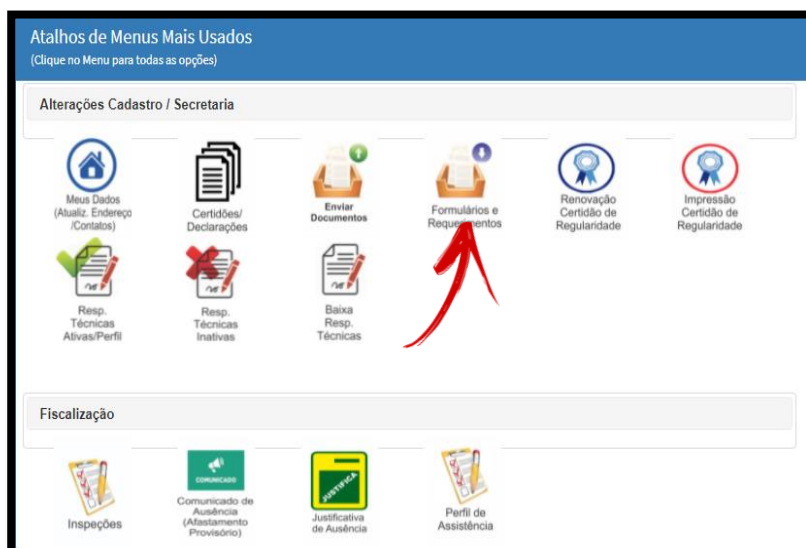 Atalhos de Menus Mais Usados
(Clique no Menu para todas as opções)
Alterações Cadastro / Secretaria
Meus Dados
(Atualiz. Endereço
/Contatos)
Certidões/
Declarações
Enviar
Documentos
Formulários e
Requerimentos
Renovação
Certidão de
Regularidade
Impressão
Certidão de
Regularidade
Resp.
Técnicas
Ativas/Perfil
Resp.
Técnicas
Inativas
Baixa
Resp.
Técnicas
Fiscalização
Inspeções
COMUNICADO
Comunicado de
Ausência
(Afastamento
Provisório)
JUSTIFICA
Justificativa
de Ausência
Perfil de
Assistência